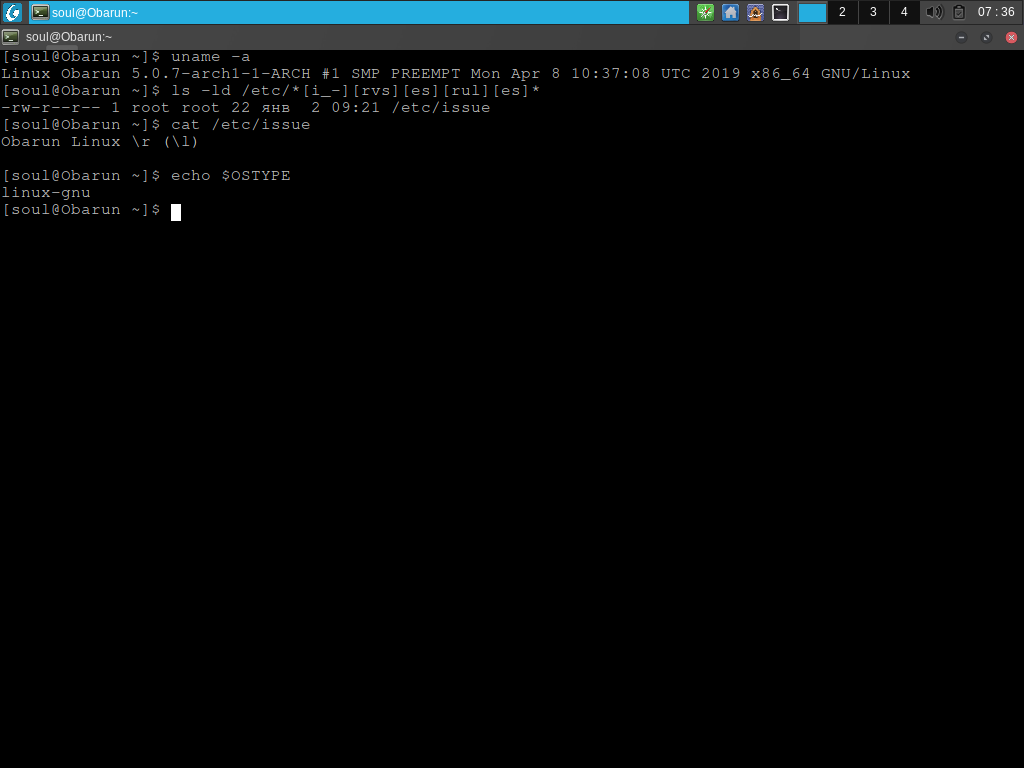 soul@Obarun:~
2 3 4 07:36
soul@Obarun:~
[soul@Obarun ~]$ uname -a
Linux Obarun 5.0.7-arch1-1-ARCH #1 SMP PREEMPT Mon Apr 8 10:37:08 UTC 2019 x86_64 GNU/Linux
[soul@Obarun ~]$ ls -ld /etc/*[i_-][rvs][es][rul][es]*
-rw-r--r-- 1 root root 22 янв  2 09:21 /etc/issue
[soul@Obarun ~]$ cat /etc/issue
Obarun Linux \r (\l)
[soul@Obarun ~]$ echo $OSTYPE
linux-gnu
[soul@Obarun ~]$